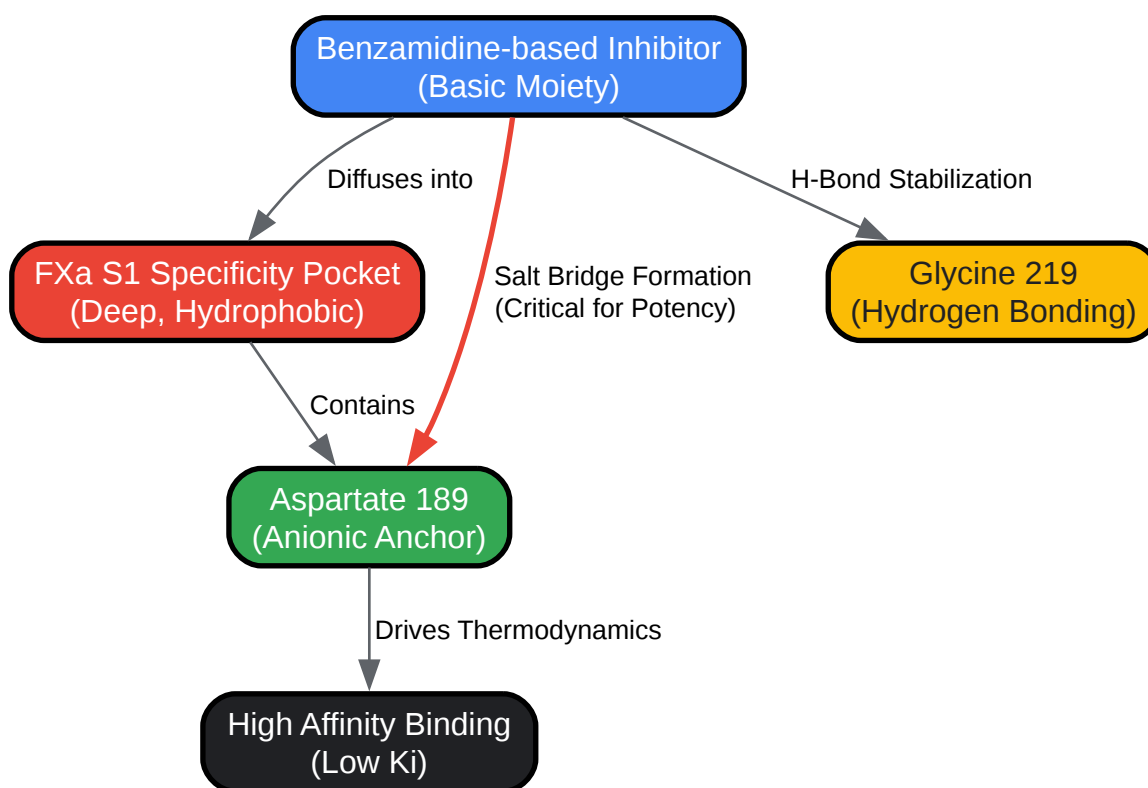 Benzamidine-based Inhibitor
(Basic Moiety)
Diffuses into
H-Bond Stabilization
FXa S1 Specificity Pocket
(Deep, Hydrophobic)
Salt Bridge Formation
(Critical for Potency)
Glycine 219
(Hydrogen Bonding)
Contains
Aspartate 189
(Anionic Anchor)
Drives Thermodynamics
High Affinity Binding
(Low Ki)